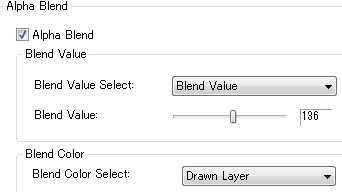 Alpha Blend
Alpha Blend
Blend Value
Blend Value Select: Blend Value
Blend Value: 136
Blend Color
Blend Color Select: Drawn Layer